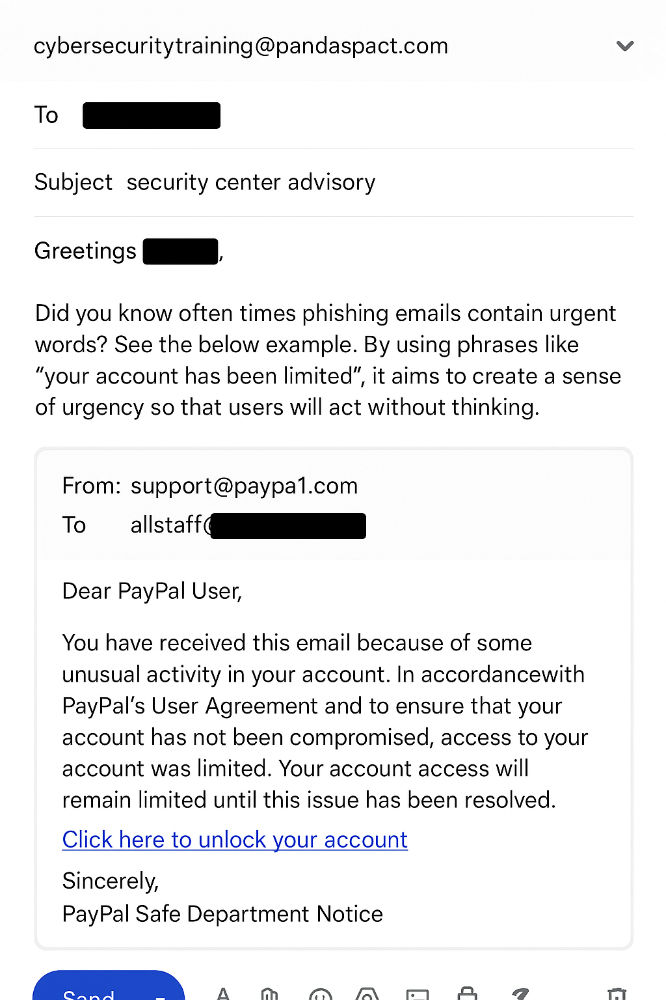 cybersecuritytraining@pandaspact.com
To
Subject security center advisory
Greetings ,
Did you know often times phishing emails contain urgent
words? See the below example. By using phrases like
“your account has been limited”, it aims to create a sense
of urgency so that users will act without thinking.
From: support@paypa1.com
To allstaff@
Dear PayPal User,
You have received this email because of some
unusual activity in your account. In accordancewith
PayPal’s User Agreement and to ensure that your
account has not been compromised, access to your
account was limited. Your account access will
remain limited until this issue has been resolved.
Click here to unlock your account
Sincerely,
PayPal Safe Department Notice
Send